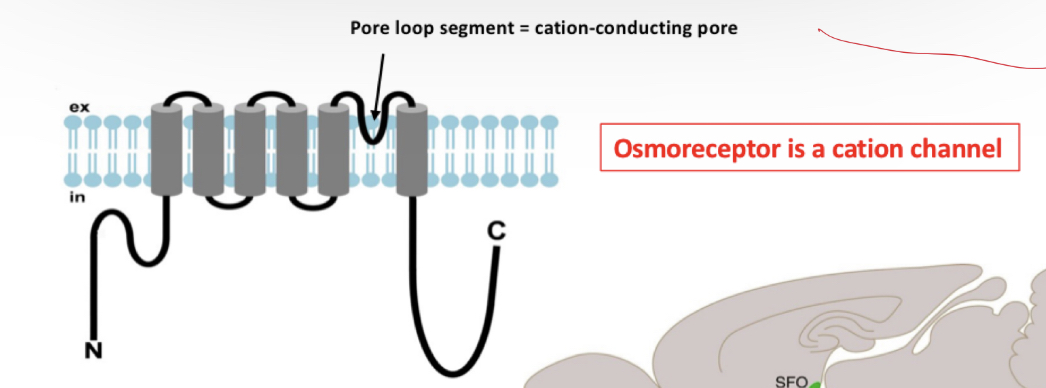 Pore loop segment = cation-conducting pore
ex
Osmoreceptor is a cation channel
in
C
N
SFO